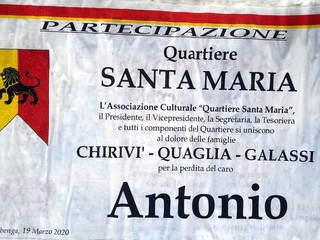 PARTECIPAZIONE
Quartiere
SANTA MARIA
L'Associazione Culturale "Quartiere Santa Maria",
il Presidente, il Vicepresidente, la Segretaria, la Tesoriera
e tutti i componenti del Quartiere si uniscono
al dolore delle famiglie
CHIRIVI' - QUAGLIA - GALASSI
per la perdita del caro
Antonio
benga, 19 Marzo 2020